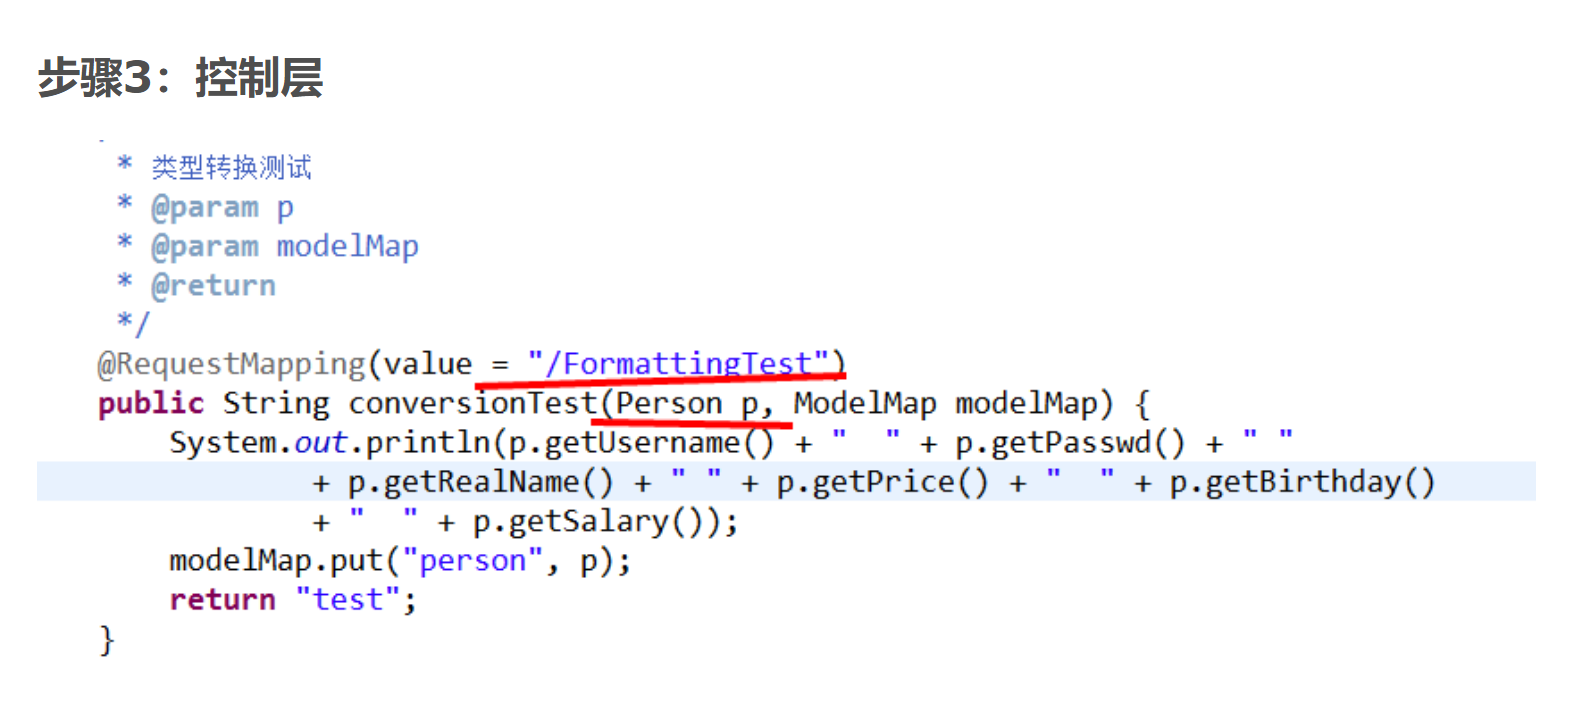 步骤3：控制层
* 类型转换测试
* @param p
* @param modelMap
* @return
*/
@RequestMapping(value = "/FormattingTest")
public String conversionTest(Person p, ModelMap modelMap) {
System.out.println(p.getUsername() + "  " + p.getPasswd() + " "
+ p.getRealName() + " " + p.getPrice() + "  " + p.getBirthday()
+ "  " + p.getSalary());
modelMap.put("person", p);
return "test";
}